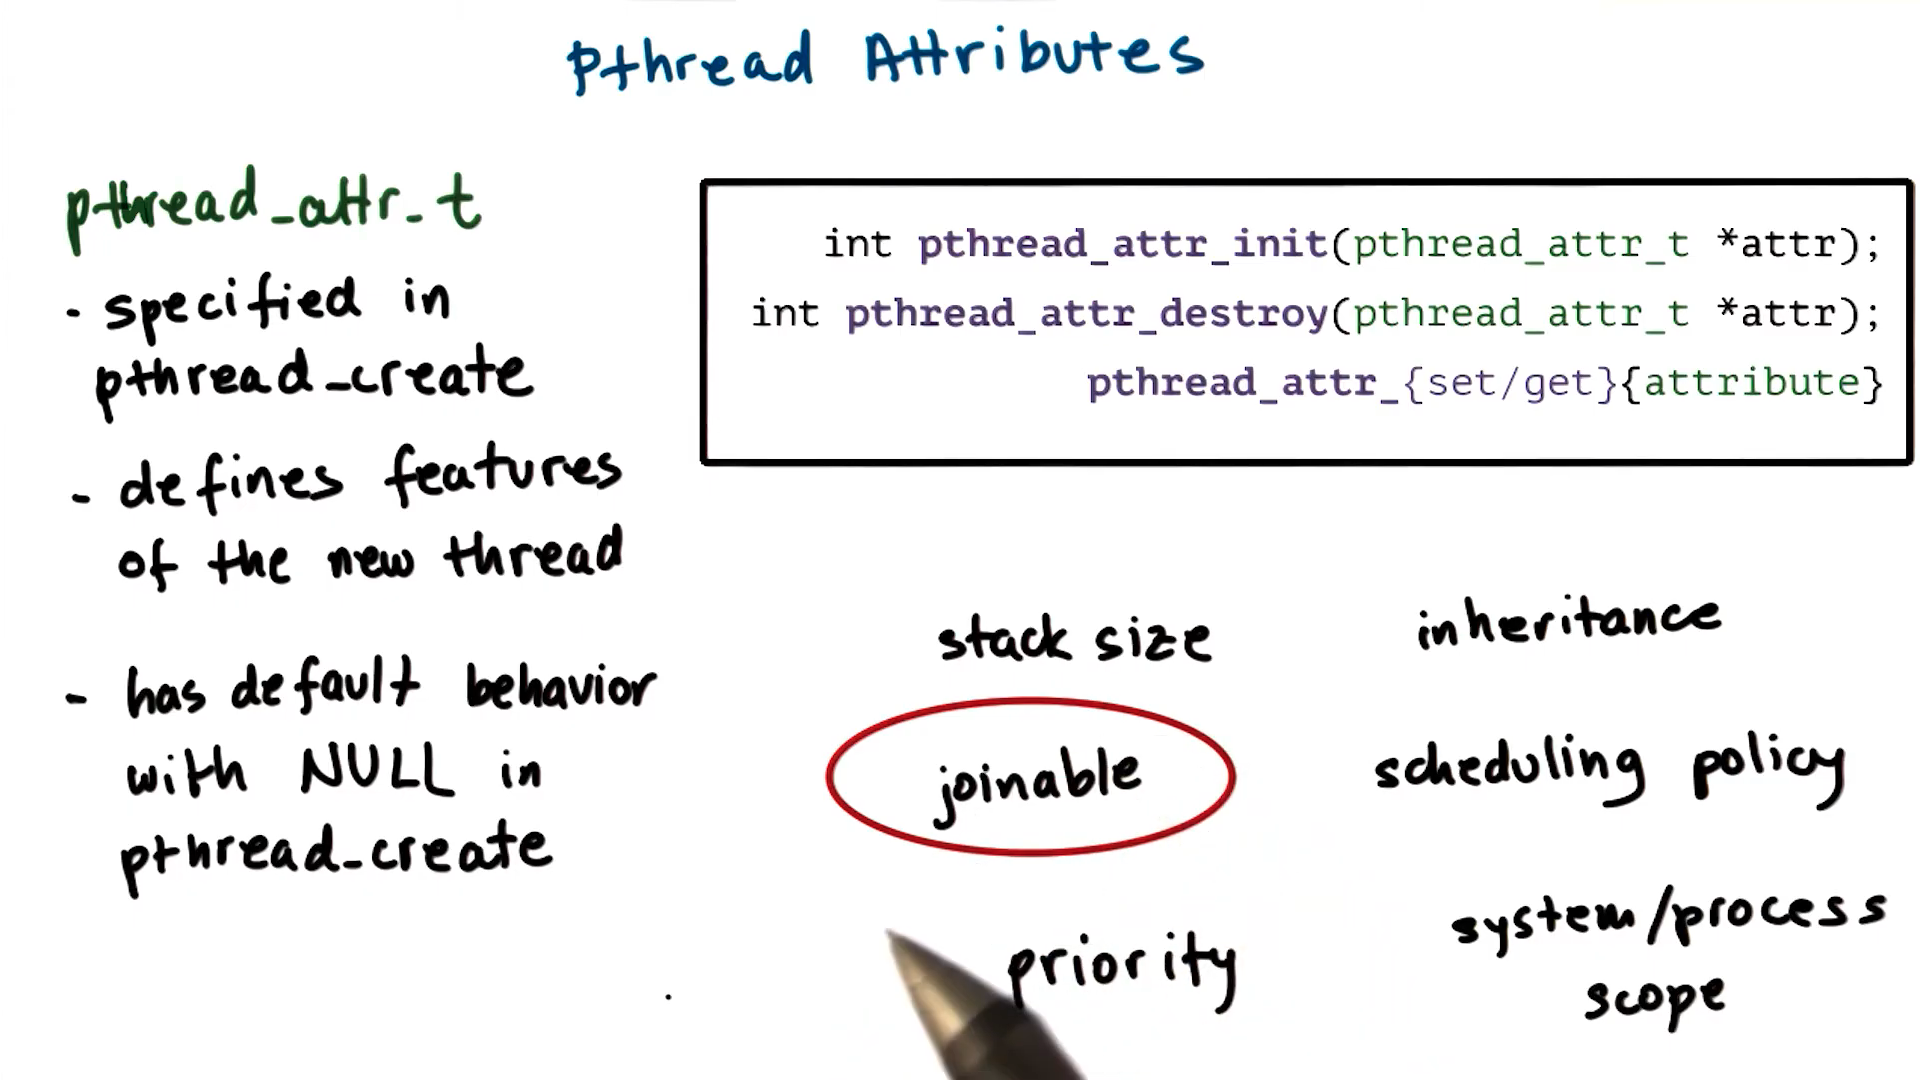 Pthread Attributes
pthread_attr_t
- specified in
pthread_create
- defines features
of the new thread
- has default behavior
with NULL in
pthread_create
int pthread_attr_init(pthread_attr_t *attr);
int pthread_attr_destroy(pthread_attr_t *attr);
pthread_attr_{set/get}{attribute}
stack size
inheritance
joinable
scheduling policy
priority
system/process
scope